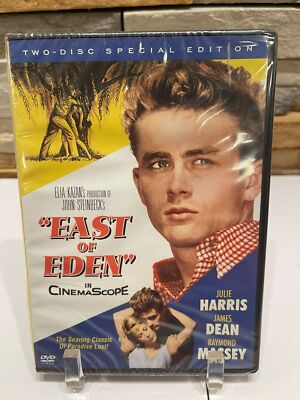 TWO-DISC SPECIAL EDITION
ELIA KAZAN'S PRODUCTION OF
JOHN STEINBECK'S
"EAST
OF
EDEN"
IN
CINEMASCOPE
JULIE
HARRIS
JAMES
DEAN
RAYMOND
MASSEY
The Searing Classic
Of Paradise Lost!
DVD